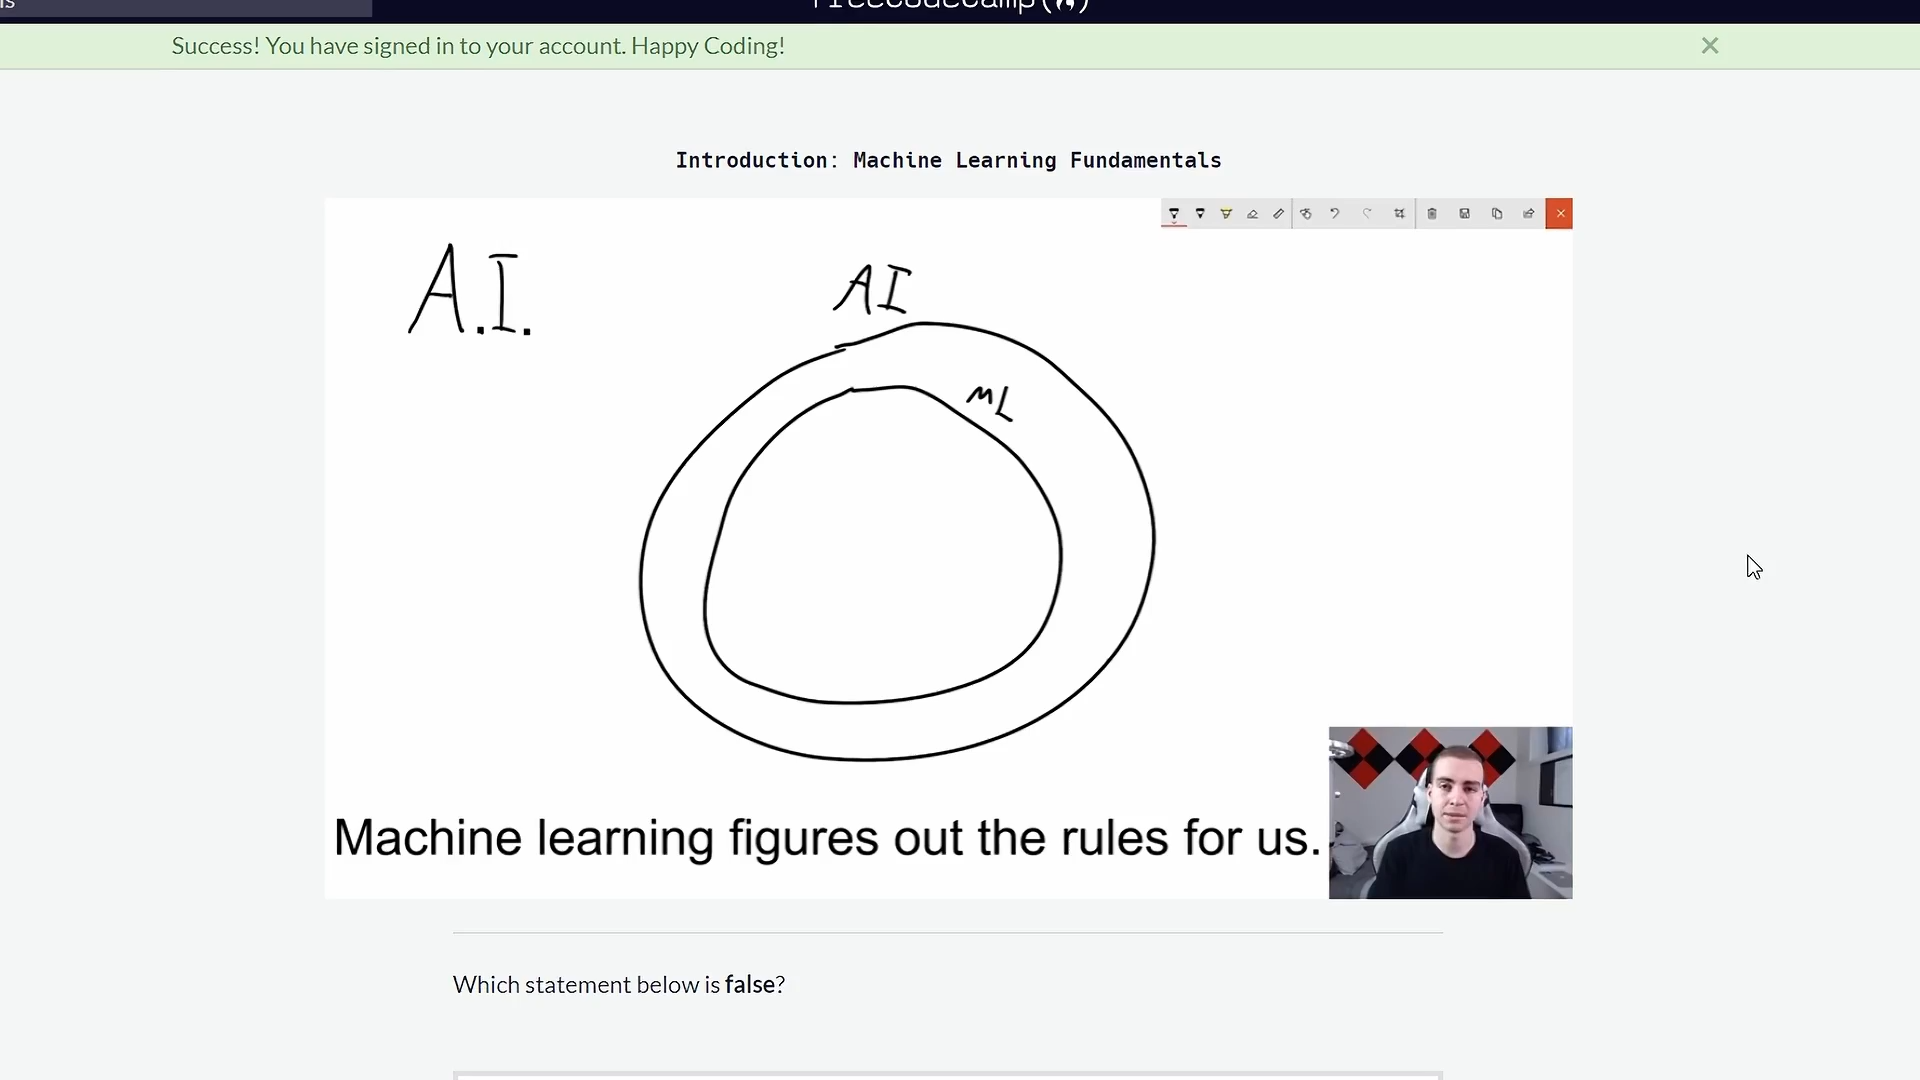 Success! You have signed in to your account. Happy Coding!
Introduction: Machine Learning Fundamentals
A.I.
AI
ML
Machine learning figures out the rules for us.
Which statement below is false?